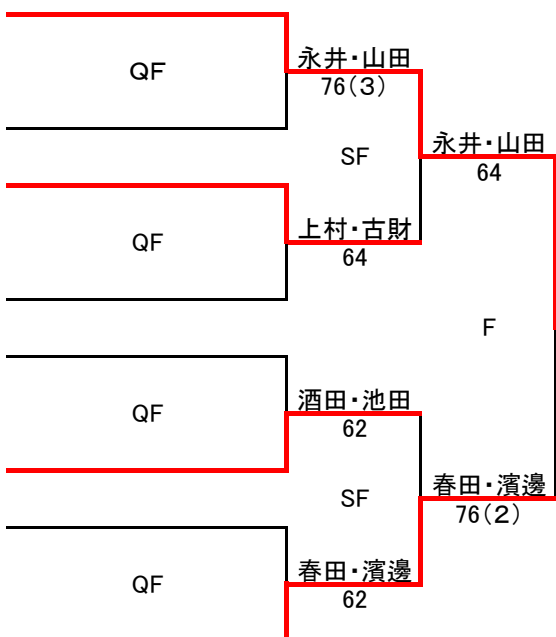 QF
永井・山田
76(3)
SF
永井・山田
64
QF
上村・古財
64
F
QF
酒田・池田
62
SF
春田・濱邊
76(2)
QF
春田・濱邊
62